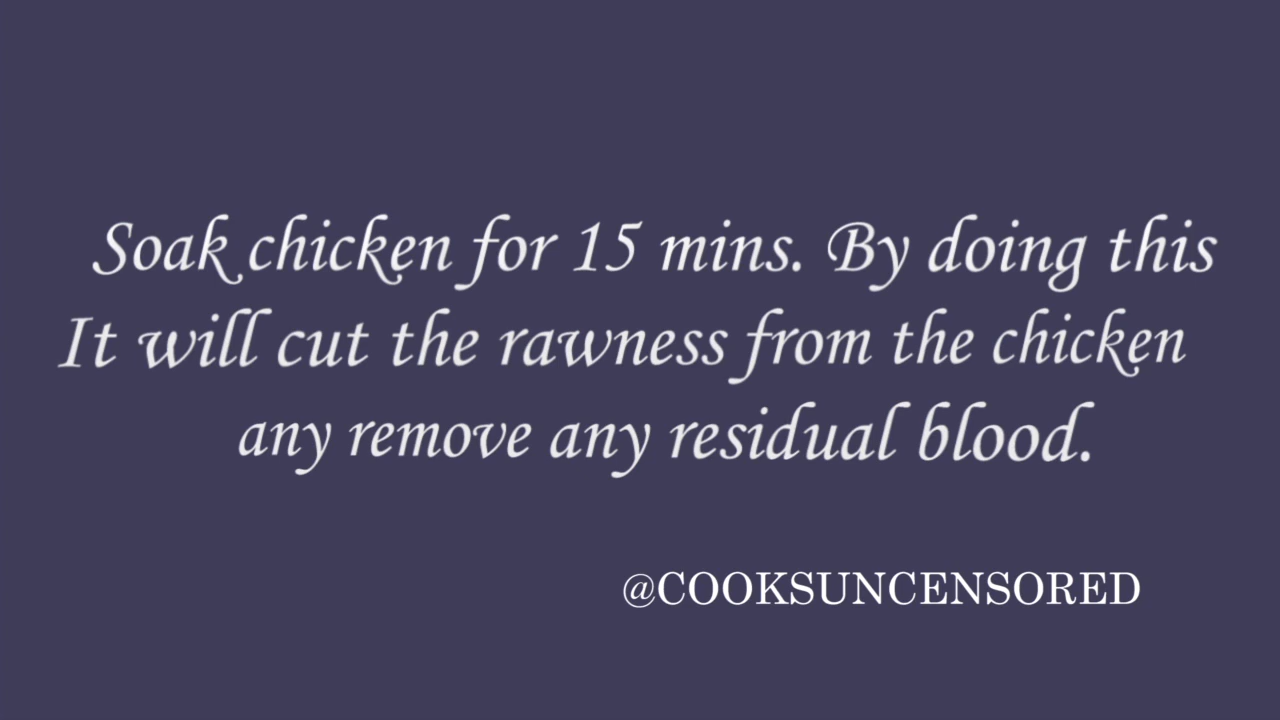 Soak chicken for 15 mins. By doing this
It will cut the rawness from the chicken
any remove any residual blood.
@COOKSUNCENSORED